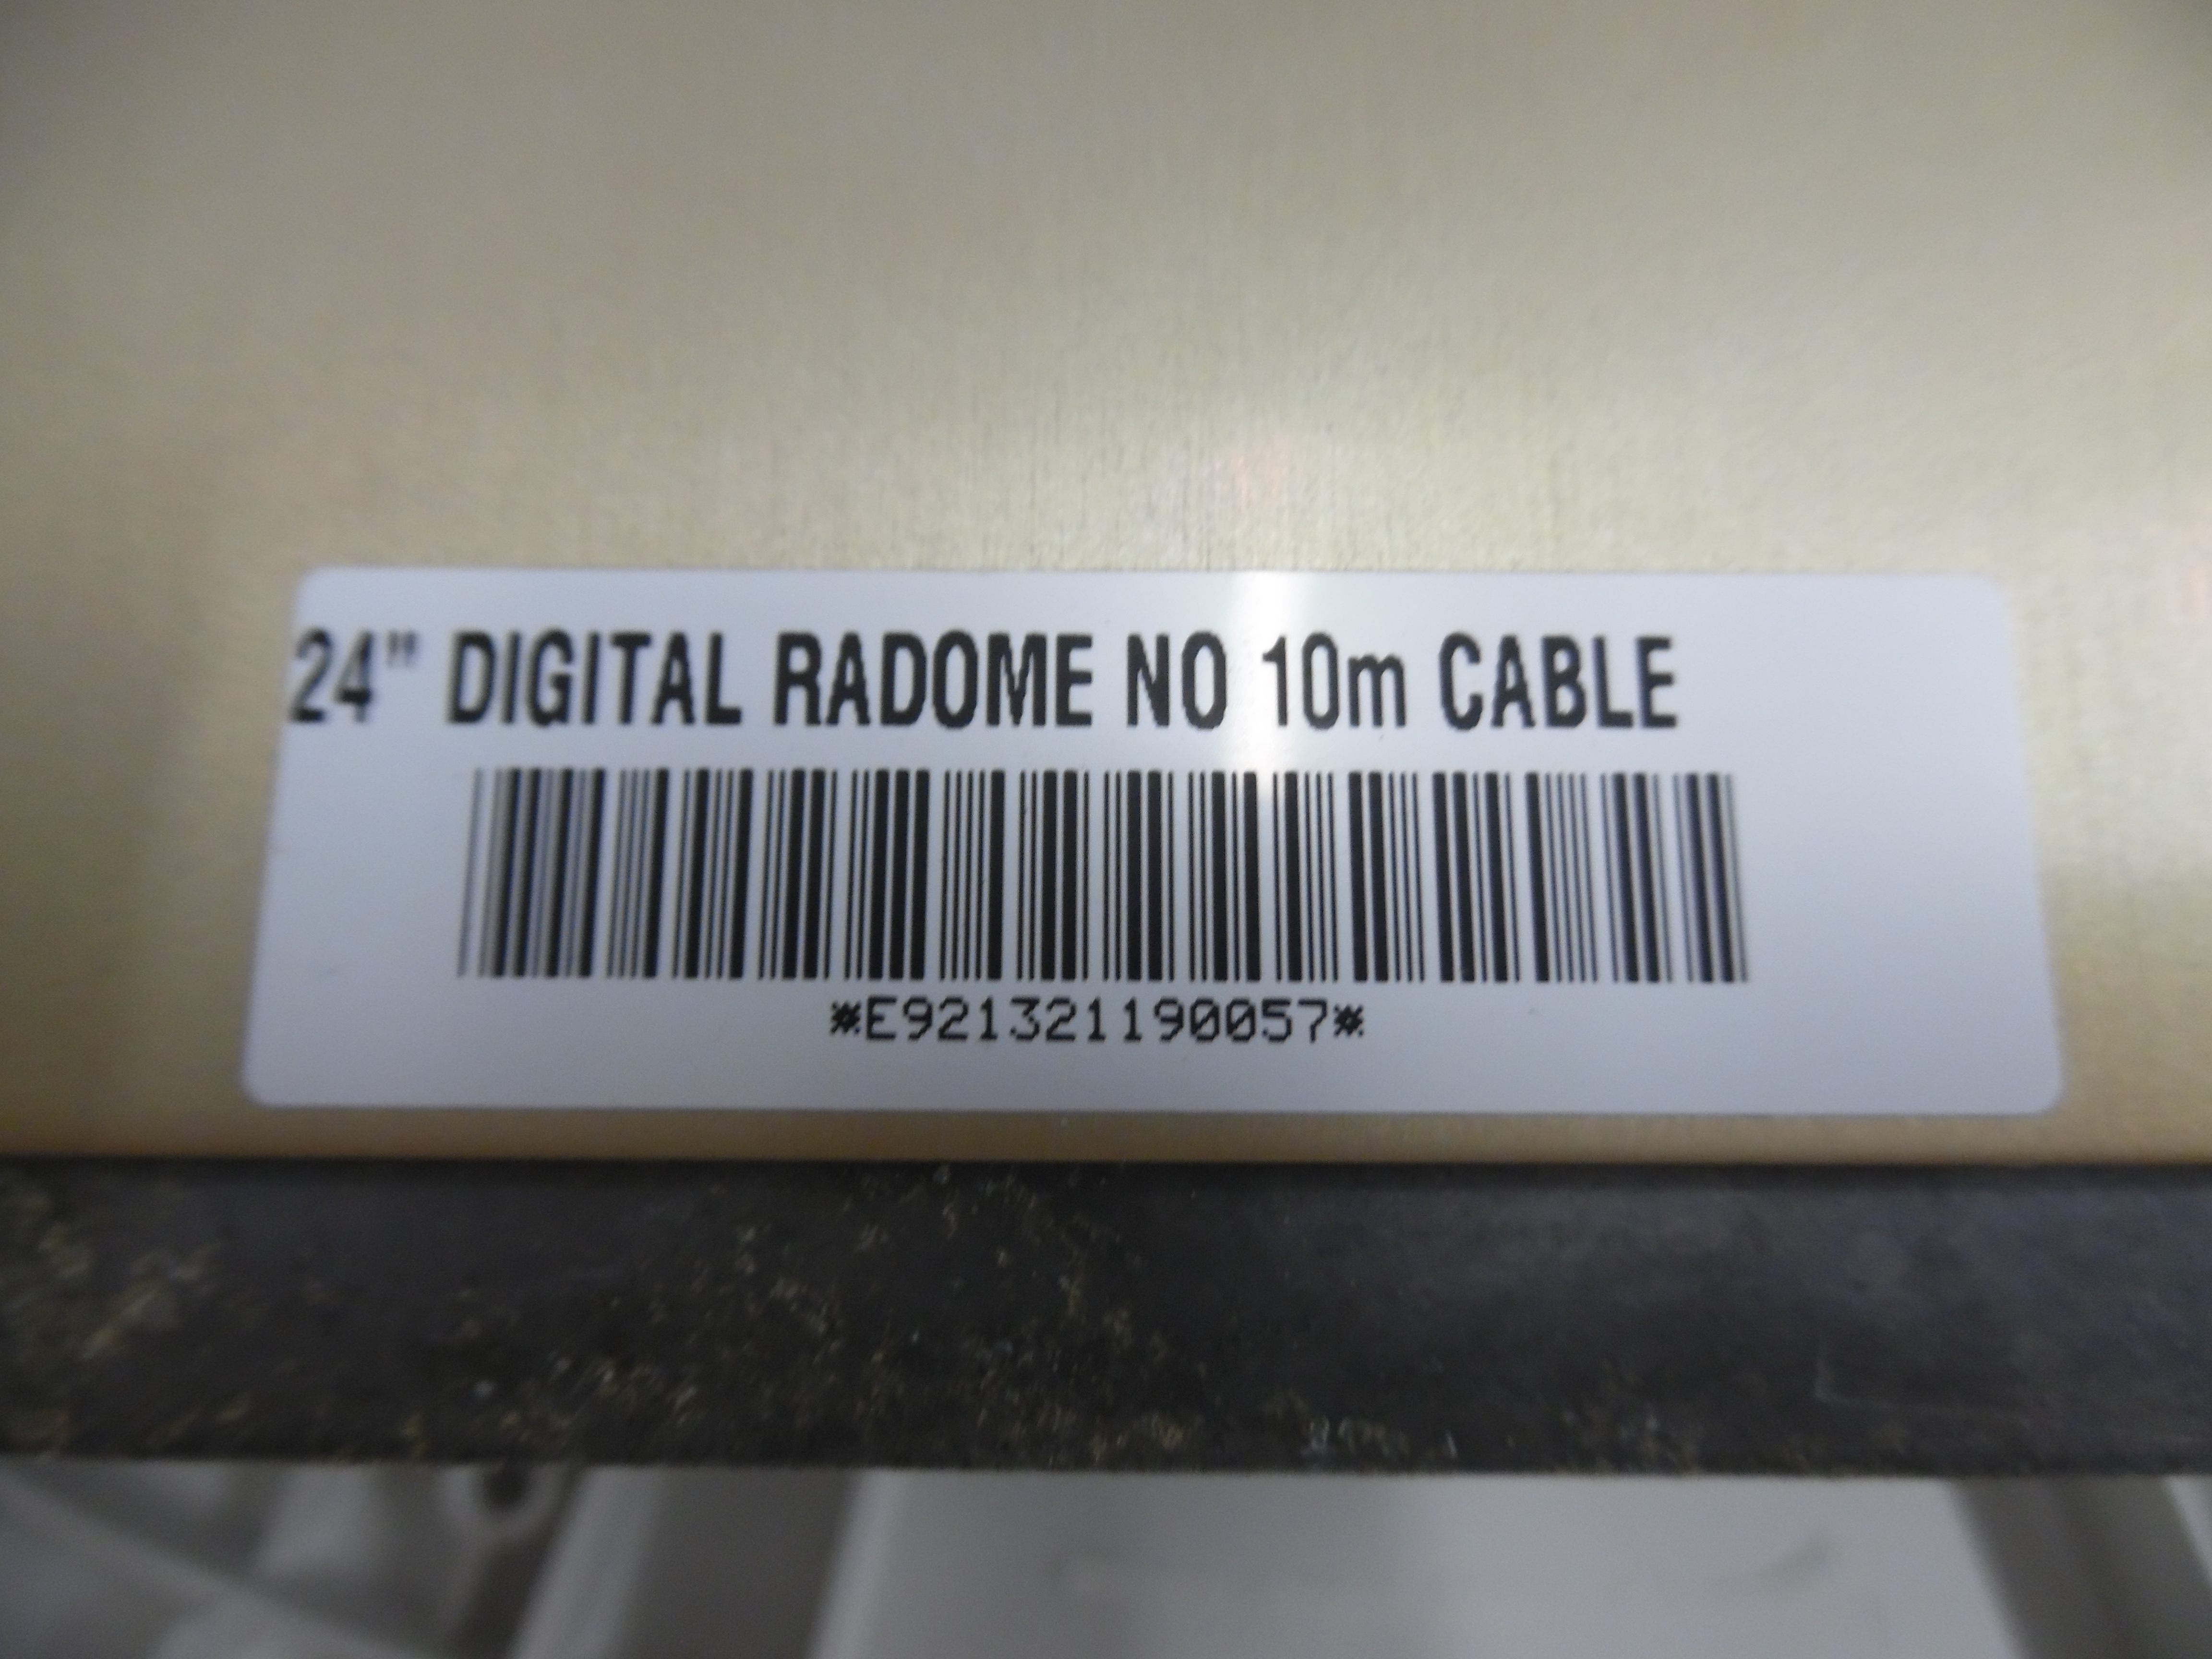 24" DIGITAL RADOME NO 10m CABLE
*E921321190057*